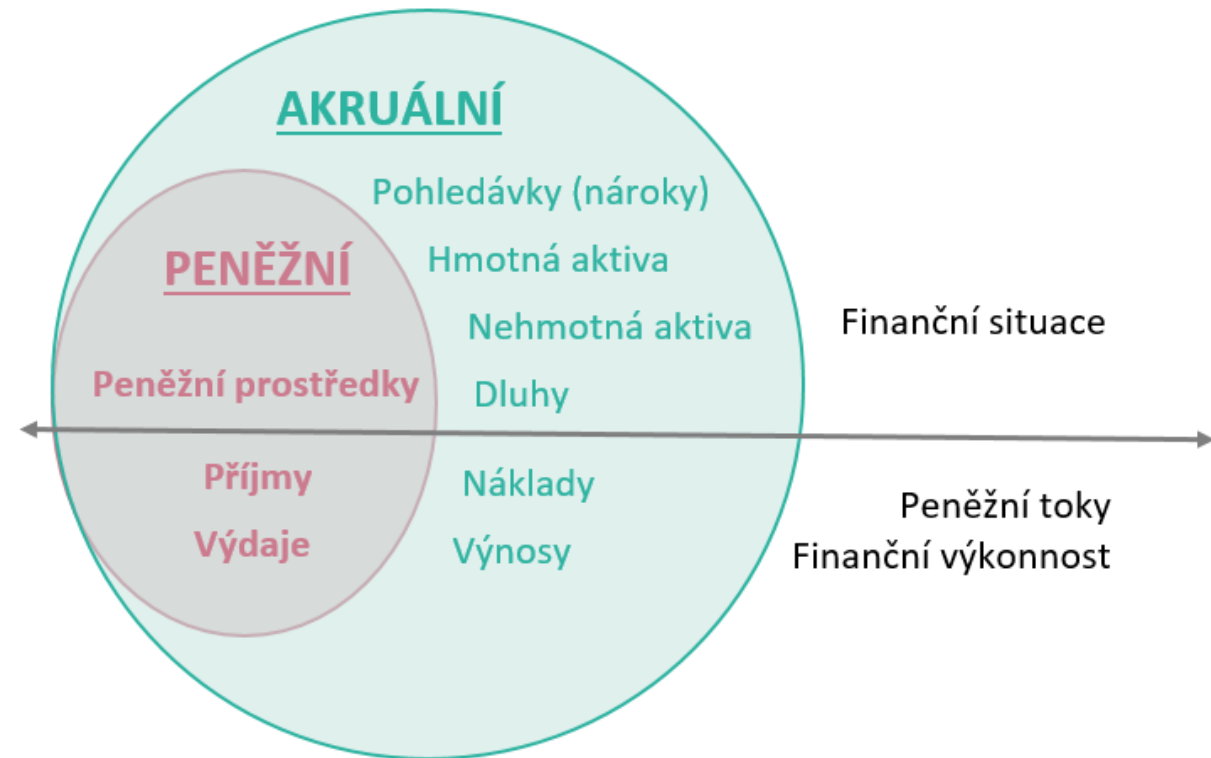 AKRUÁLNÍ
Pohledávky (nároky)
PENĚŽNÍ
Hmotná aktiva
Nehmotná aktiva
Finanční situace
Peněžní prostředky
Dluhy
Příjmy
Náklady
Peněžní toky
Výdaje
Výnosy
Finanční výkonnost